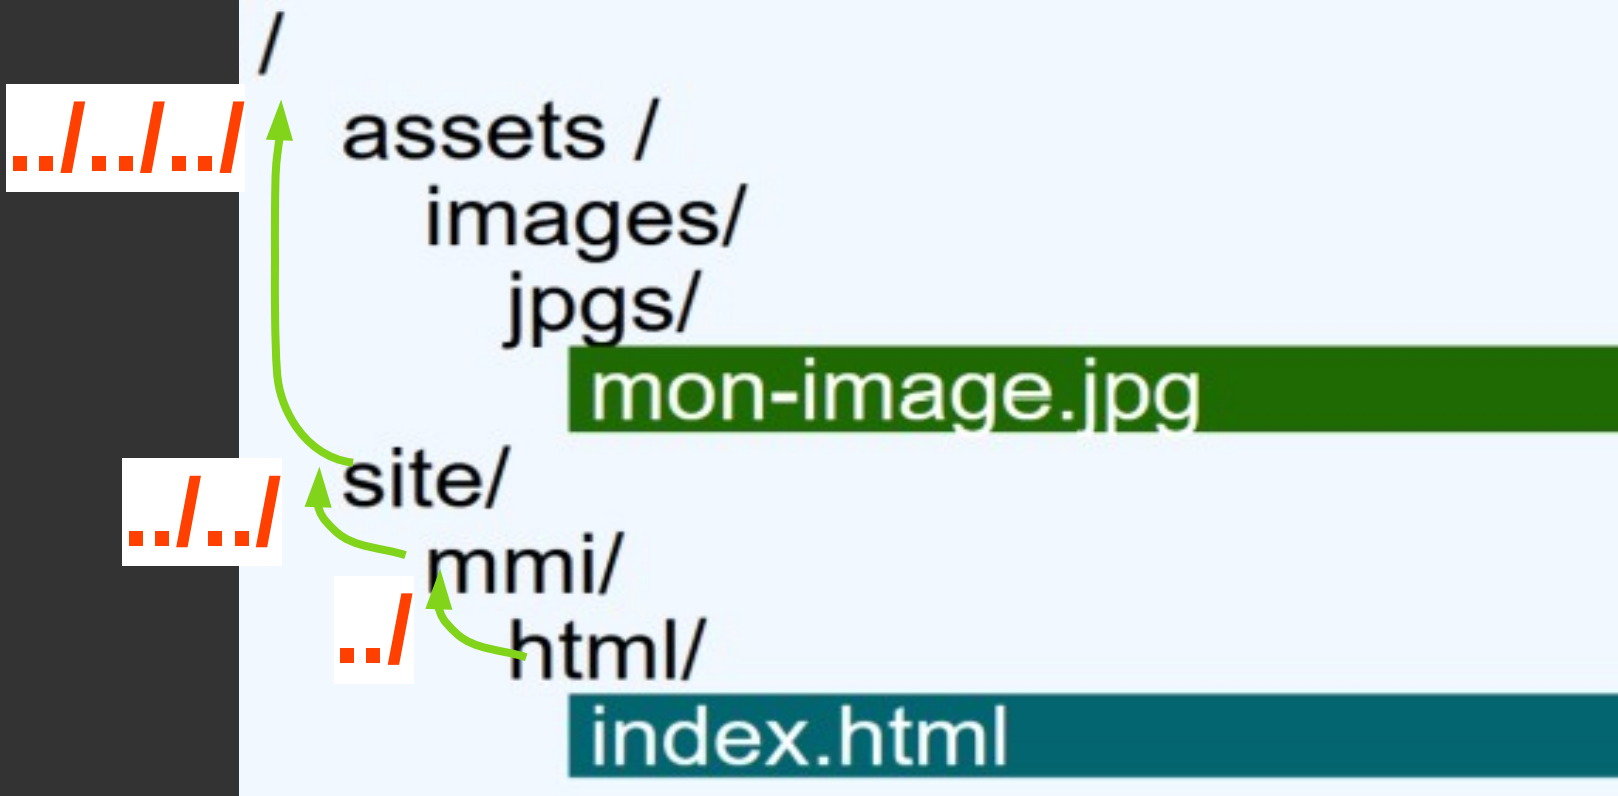 /
../../../
assets /
images/
jpgs/
mon-image.jpg
site/
../../
mmi/
../
html/
index.html